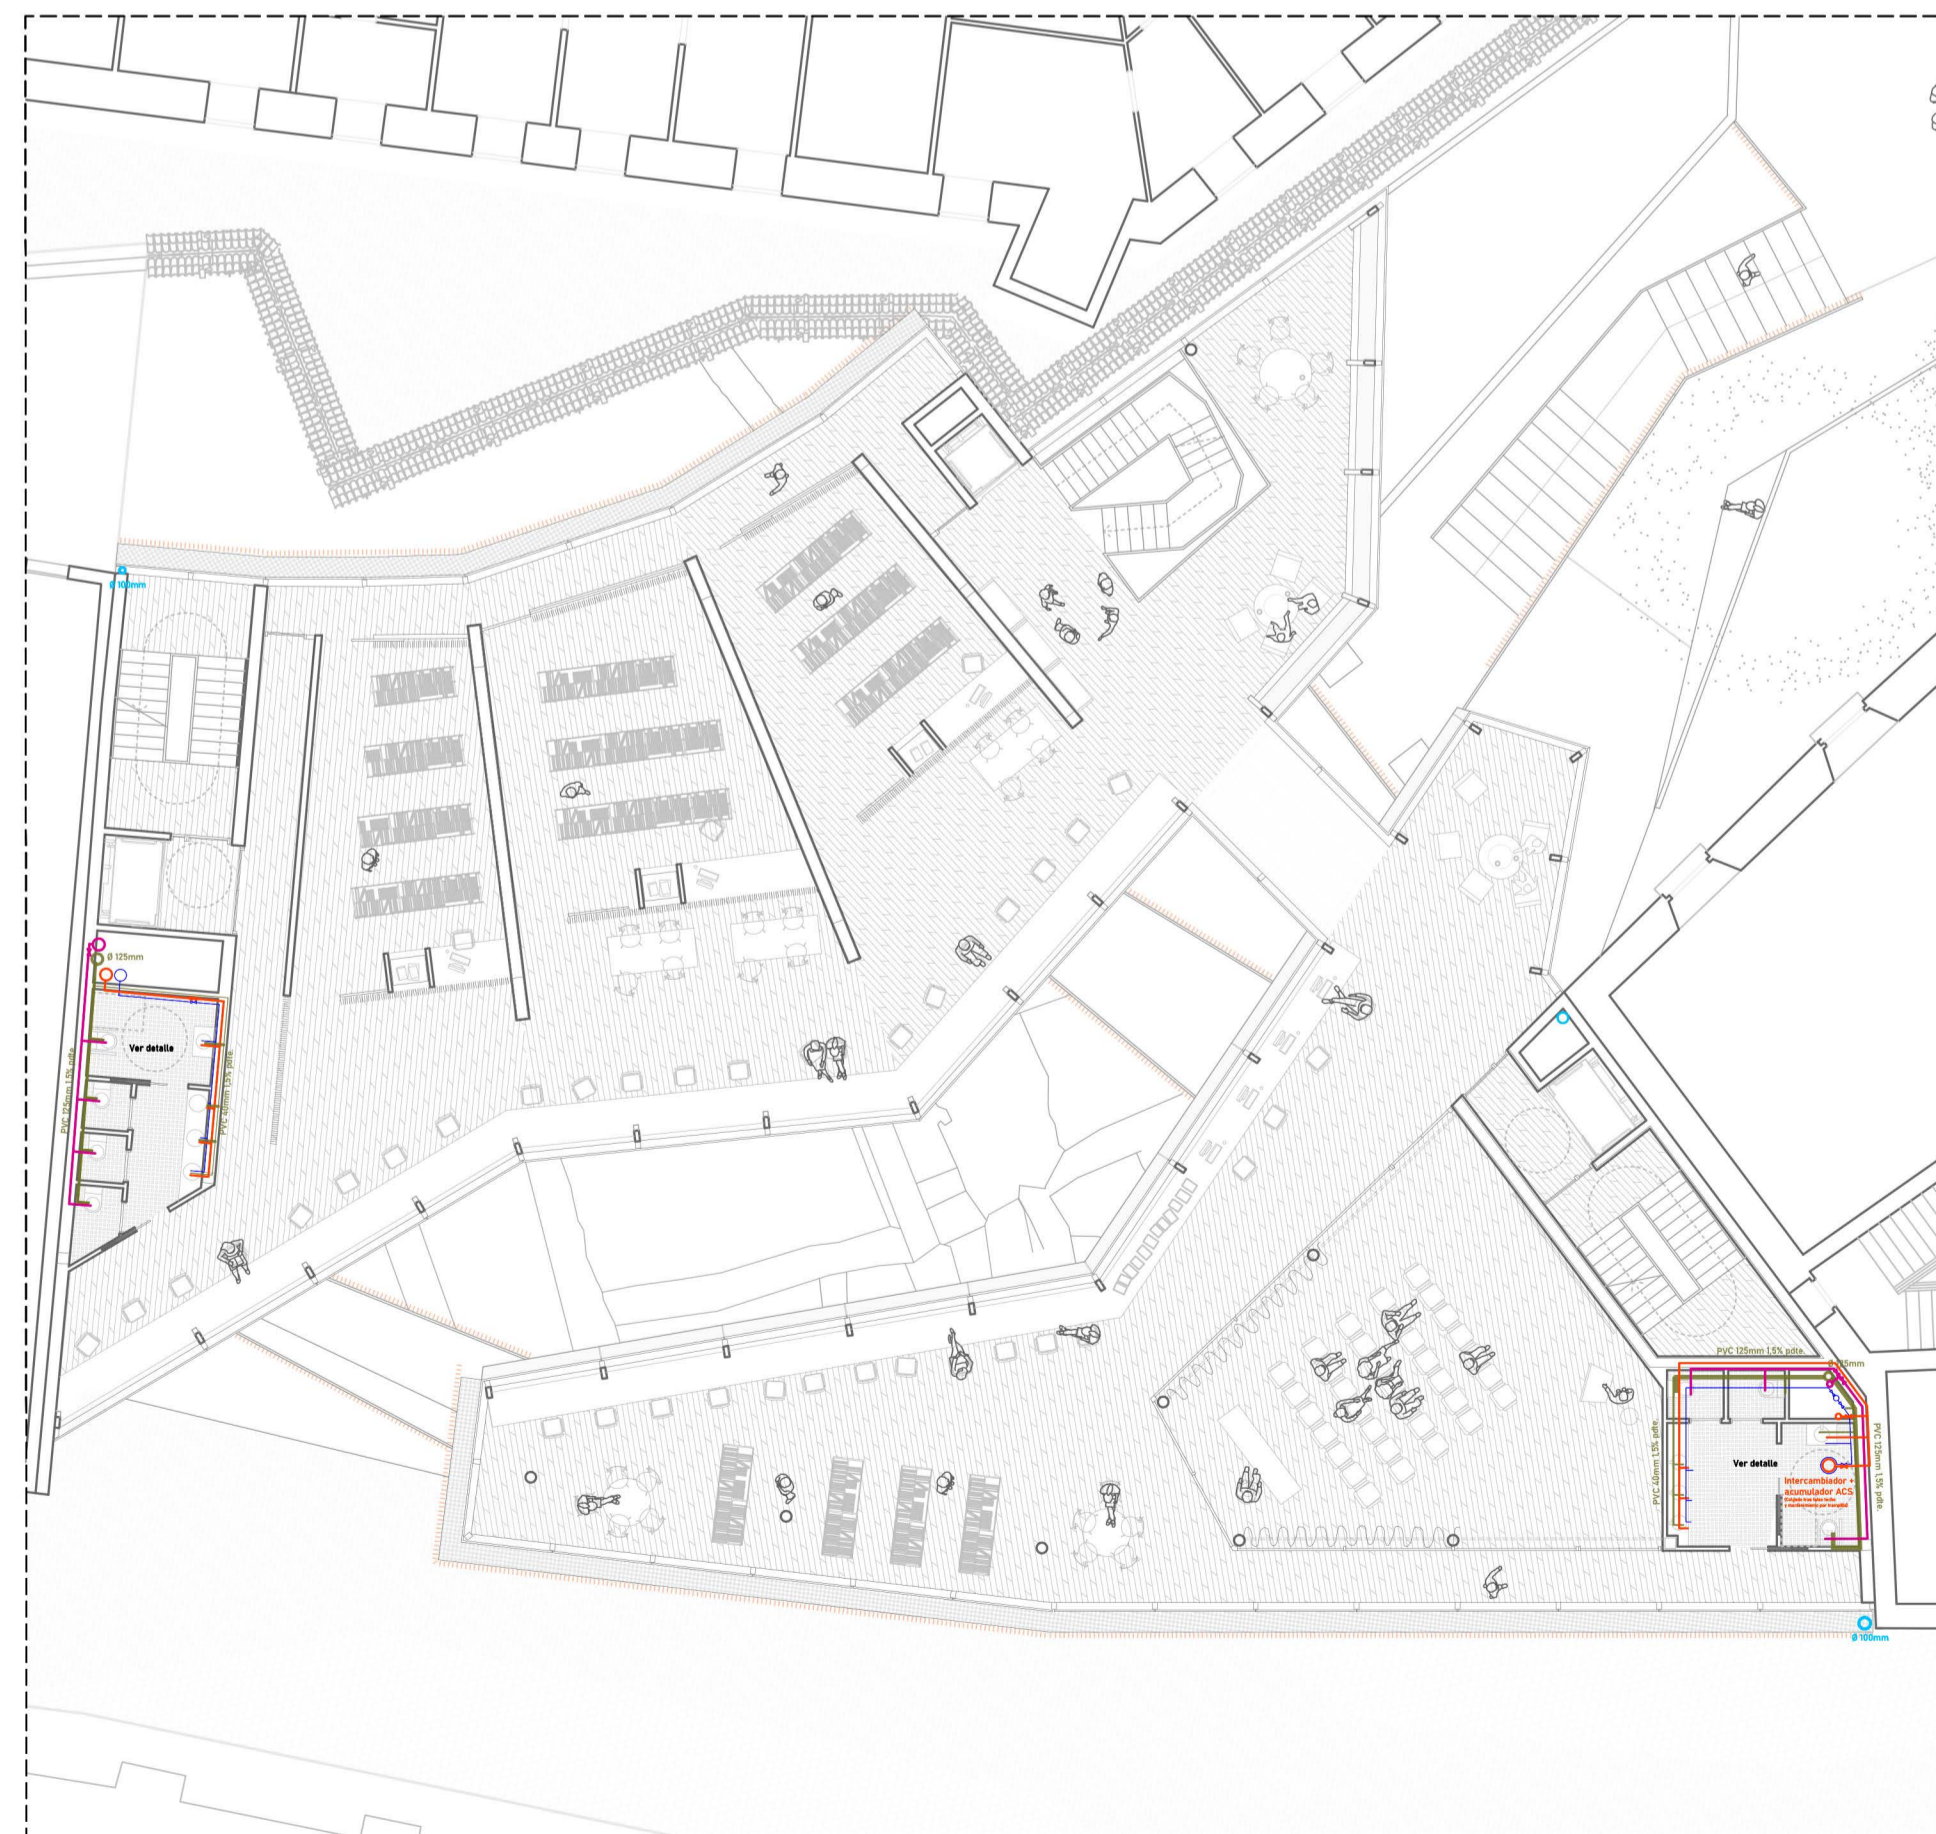 Ø 100mm
Ø 125mm
Ver detalle
PVC 125mm 1,5% pdte.
PVC 40mm 1,5% pdte.
PVC 125mm 1,5% pdte.
Ø 125mm
PVC 40mm 1,5% pdte.
Ver detalle
PVC 125mm 1,5% pdte.
Intercambiador +
acumulador ACS
Ø 100mm